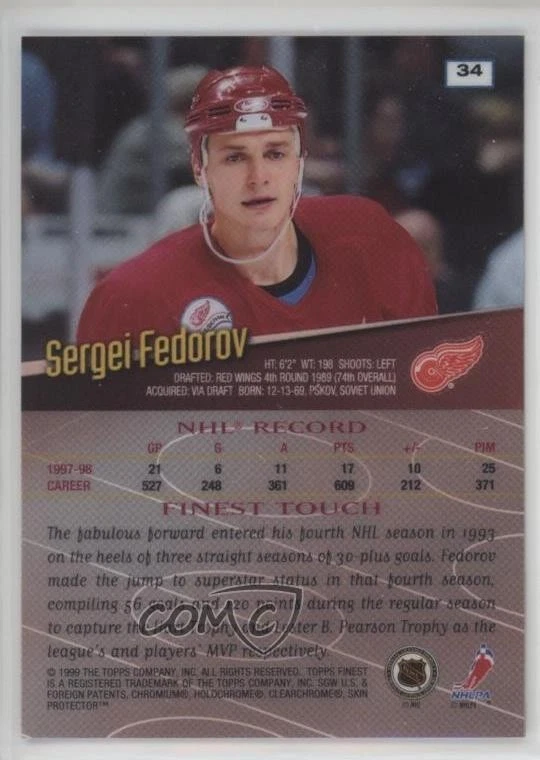 34
Sergei Fedorov
HT: 6'2" WT: 198 SHOOTS: LEFT
DRAFTED: RED WINGS 4th ROUND 1989 (74th OVERALL)
ACQUIRED: VIA DRAFT BORN: 12-13-69, PSKOV, SOVIET UNION
NHL® RECORD
GP G A PTS +/- PIM
1997-98 21 6 11 17 10 25
CAREER 527 248 361 609 212 371
FINEST TOUCH
The fabulous forward entered his fourth NHL season in 1993
on the heels of three straight seasons of 30-plus goals. Fedorov
made the jump to superstar status in that fourth season,
compiling 56 goals and 120 points during the regular season
to capture the Hart Trophy and Lester B. Pearson Trophy as the
league's and players' MVP respectively.
COMC
© 1999 THE TOPPS COMPANY, INC. ALL RIGHTS RESERVED. TOPPS FINEST
IS A REGISTERED TRADEMARK OF THE TOPPS COMPANY, INC. SGW U.S. &
FOREIGN PATENTS, CHROMIUM®, HOLOCHROME®, CLEARCHROME®, SKIN
PROTECTOR™
© NHL
NHLPA
© NHLPA